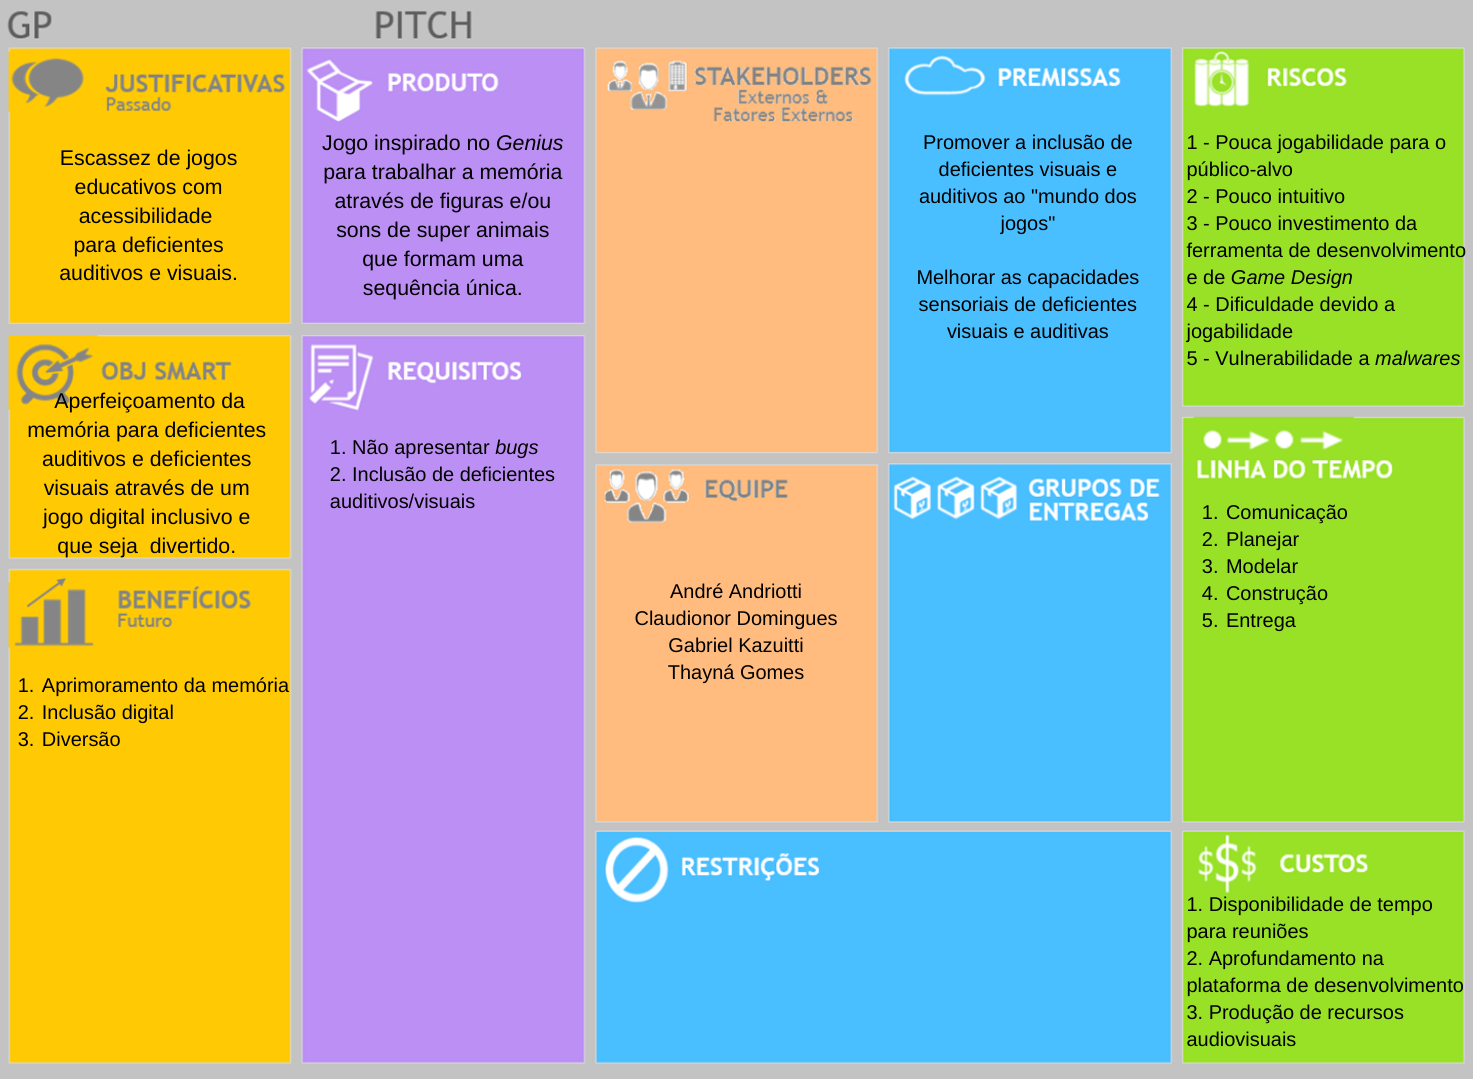 GP
PITCH
JUSTIFICATIVAS
Passado
Escassez de jogos
educativos com
acessibilidade
para deficientes
auditivos e visuais.
OBJ SMART
Aperfeiçoamento da
memória para deficientes
auditivos e deficientes
visuais através de um
jogo digital inclusivo e
que seja  divertido.
BENEFÍCIOS
Futuro
1. Aprimoramento da memória
2. Inclusão digital
3. Diversão
PRODUTO
Jogo inspirado no Genius
para trabalhar a memória
através de figuras e/ou
sons de super animais
que formam uma
sequência única.
REQUISITOS
1. Não apresentar bugs
2. Inclusão de deficientes
auditivos/visuais
STAKEHOLDERS
Externos &
Fatores Externos
EQUIPE
André Andriotti
Claudionor Domingues
Gabriel Kazuitti
Thayná Gomes
PREMISSAS
Promover a inclusão de
deficientes visuais e
auditivos ao "mundo dos
jogos"
Melhorar as capacidades
sensoriais de deficientes
visuais e auditivas
GRUPOS DE
ENTREGAS
RESTRIÇÕES
RISCOS
1 - Pouca jogabilidade para o
público-alvo
2 - Pouco intuitivo
3 - Pouco investimento da
ferramenta de desenvolvimento
e de Game Design
4 - Dificuldade devido a
jogabilidade
5 - Vulnerabilidade a malwares
LINHA DO TEMPO
1. Comunicação
2. Planejar
3. Modelar
4. Construção
5. Entrega
$$$ CUSTOS
1. Disponibilidade de tempo
para reuniões
2. Aprofundamento na
plataforma de desenvolvimento
3. Produção de recursos
audiovisuais